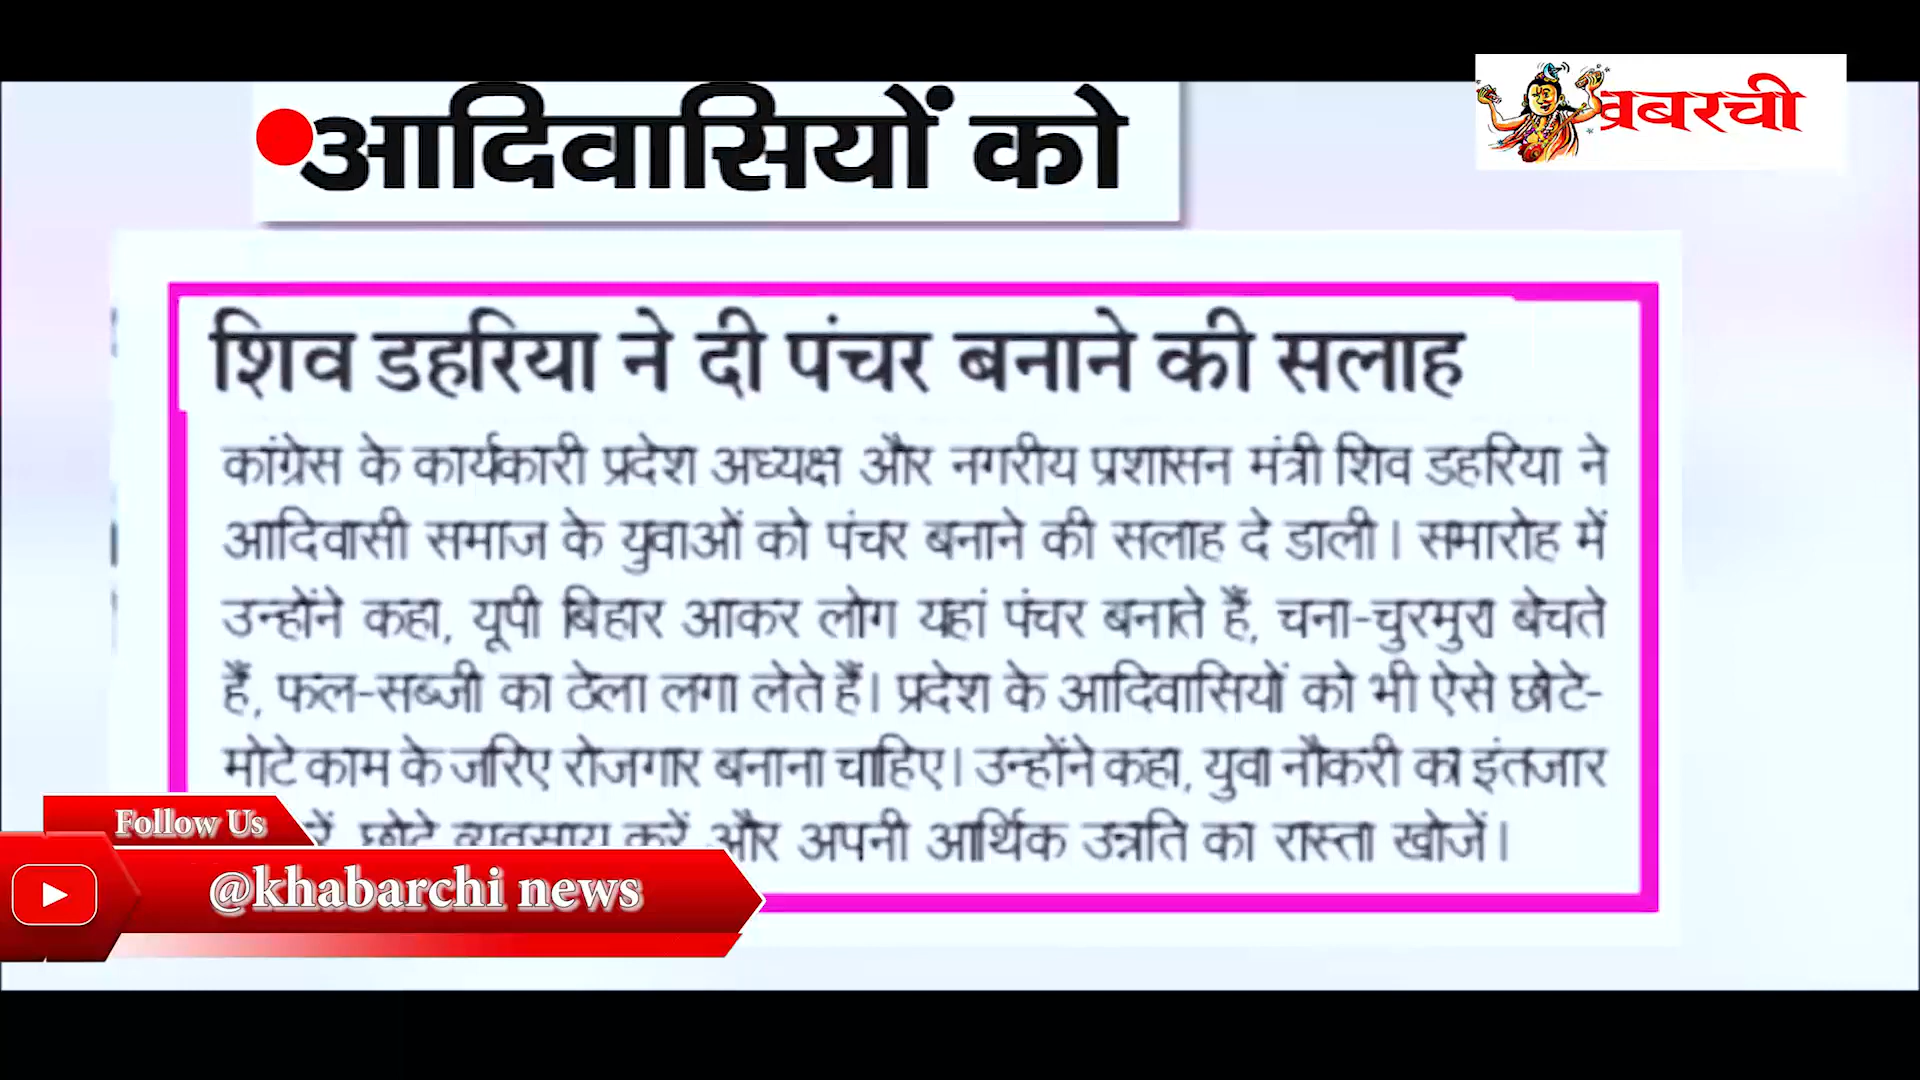 आदिवासियों को
ख़बरची
शिव डहरिया ने दी पंचर बनाने की सलाह
कांग्रेस के कार्यकारी प्रदेश अध्यक्ष और नगरीय प्रशासन मंत्री शिव डहरिया ने
आदिवासी समाज के युवाओं को पंचर बनाने की सलाह दे डाली। समारोह में
उन्होंने कहा, यूपी बिहार आकर लोग यहां पंचर बनाते हैं, चना-चुरमुरा बेचते
हैं, फल-सब्जी का ठेला लगा लेते हैं। प्रदेश के आदिवासियों को भी ऐसे छोटे-
मोटे काम के जरिए रोजगार बनाना चाहिए। उन्होंने कहा, युवा नौकरी का इंतजार
छोटे व्यवसाय करें और अपनी आर्थिक उन्नति का रास्ता खोजें।
Follow Us
@khabarchi news